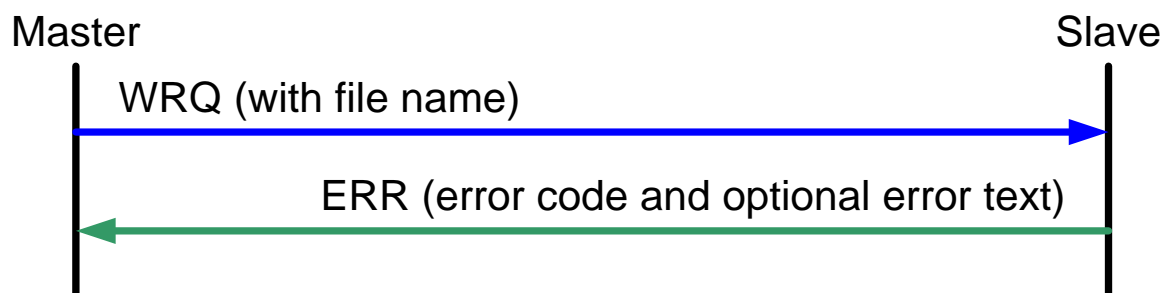 Master Slave
WRQ (with file name)
ERR (error code and optional error text)